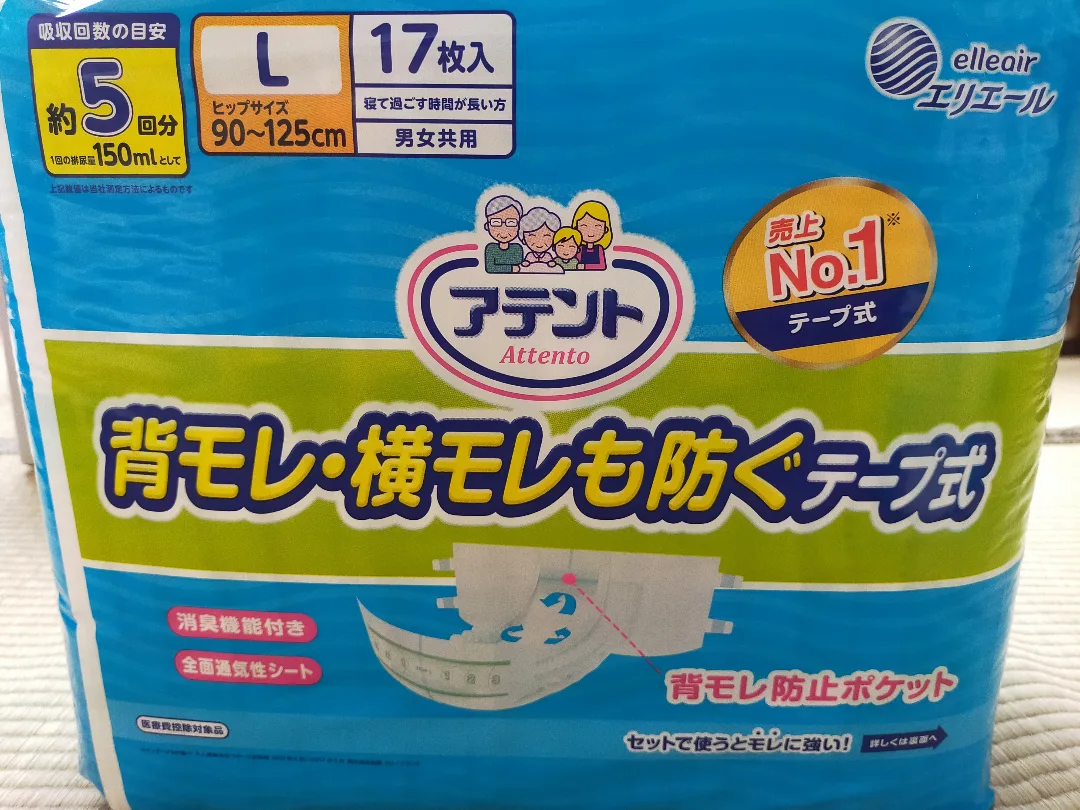 吸収回数の目安
約5回分
1回の排尿量150mlとして
上記数値は当社測定方法によるものです
L
ヒップサイズ
90~125cm
17枚入
寝て過ごす時間が長い方
男女共用
elleair
エリエール
アテント
Attento
売上※
No.1
テープ式
背モレ・横モレも防ぐテープ式
消臭機能付き
全面通気性シート
1 2 3
背モレ防止ポケット
医療費控除対象品
セットで使うとモレに強い!
詳しくは裏面へ